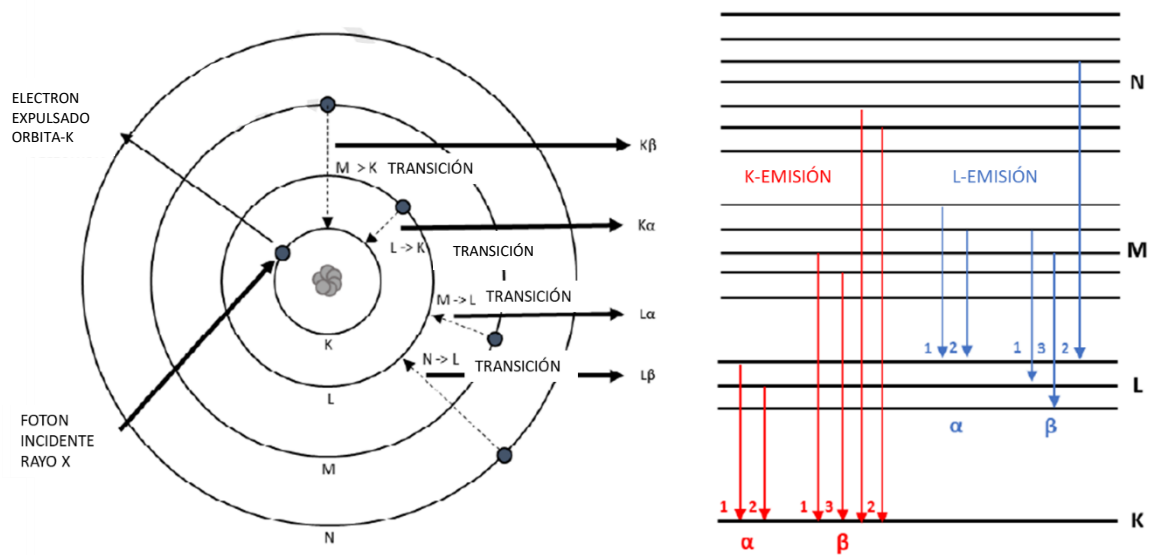 ELECTRON
EXPULSADO
ORBITA-K
Kβ
M > K TRANSICIÓN
Kα
L -> K TRANSICIÓN
M ->L TRANSICIÓN
Lα
N -> L TRANSICIÓN
Lβ
K
L
M
N
FOTON
INCIDENTE
RAYO X
N
K-EMISIÓN L-EMISIÓN
M
1 2 1 3 2
L
α β
1 2 1 3 2
K
α β